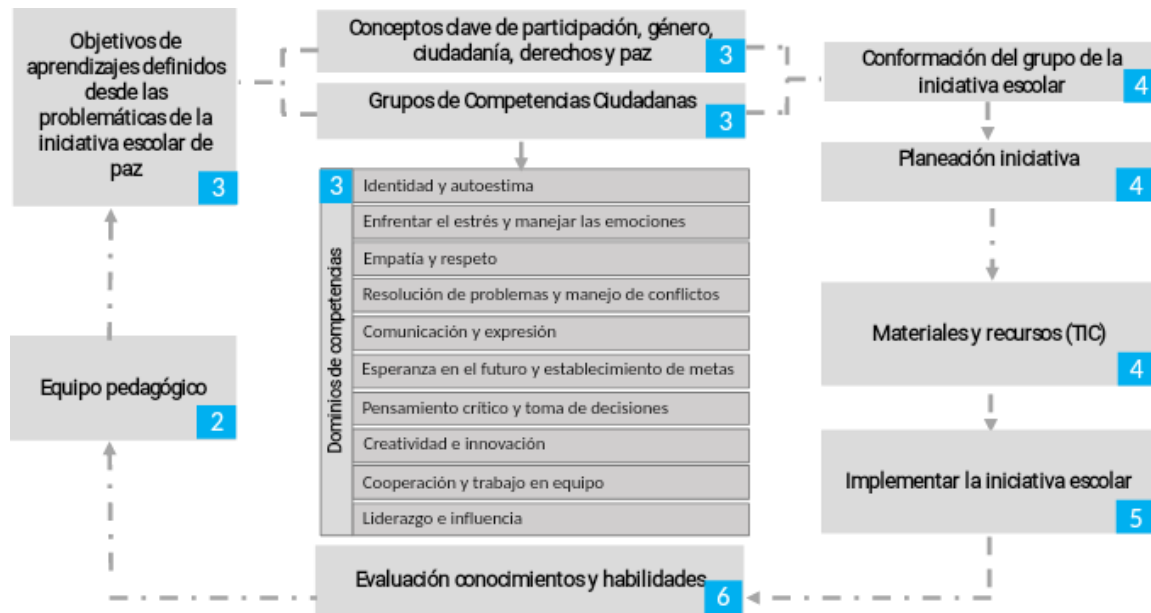 Objetivos de
aprendizajes definidos
desde las
problemáticas de la
iniciativa escolar de
paz
3
Conceptos clave de participación, género,
ciudadanía, derechos y paz
3
Grupos de Competencias Ciudadanas
3
3
Dominios de competencias
Identidad y autoestima
Enfrentar el estrés y manejar las emociones
Empatía y respeto
Resolución de problemas y manejo de conflictos
Comunicación y expresión
Esperanza en el futuro y establecimiento de metas
Pensamiento crítico y toma de decisiones
Creatividad e innovación
Cooperación y trabajo en equipo
Liderazgo e influencia
Conformación del grupo de la
iniciativa escolar
4
Planeación iniciativa
4
Materiales y recursos (TIC)
4
Implementar la iniciativa escolar
5
Evaluación conocimientos y habilidades
6
Equipo pedagógico
2